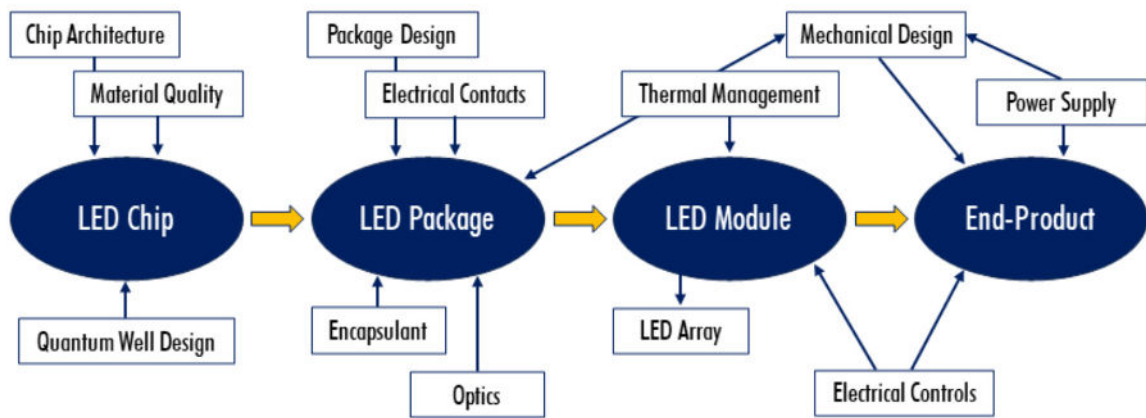 Chip Architecture
Package Design
Mechanical Design
Material Quality
Electrical Contacts
Thermal Management
Power Supply
LED Chip
LED Package
LED Module
End-Product
Quantum Well Design
Encapsulant
LED Array
Optics
Electrical Controls